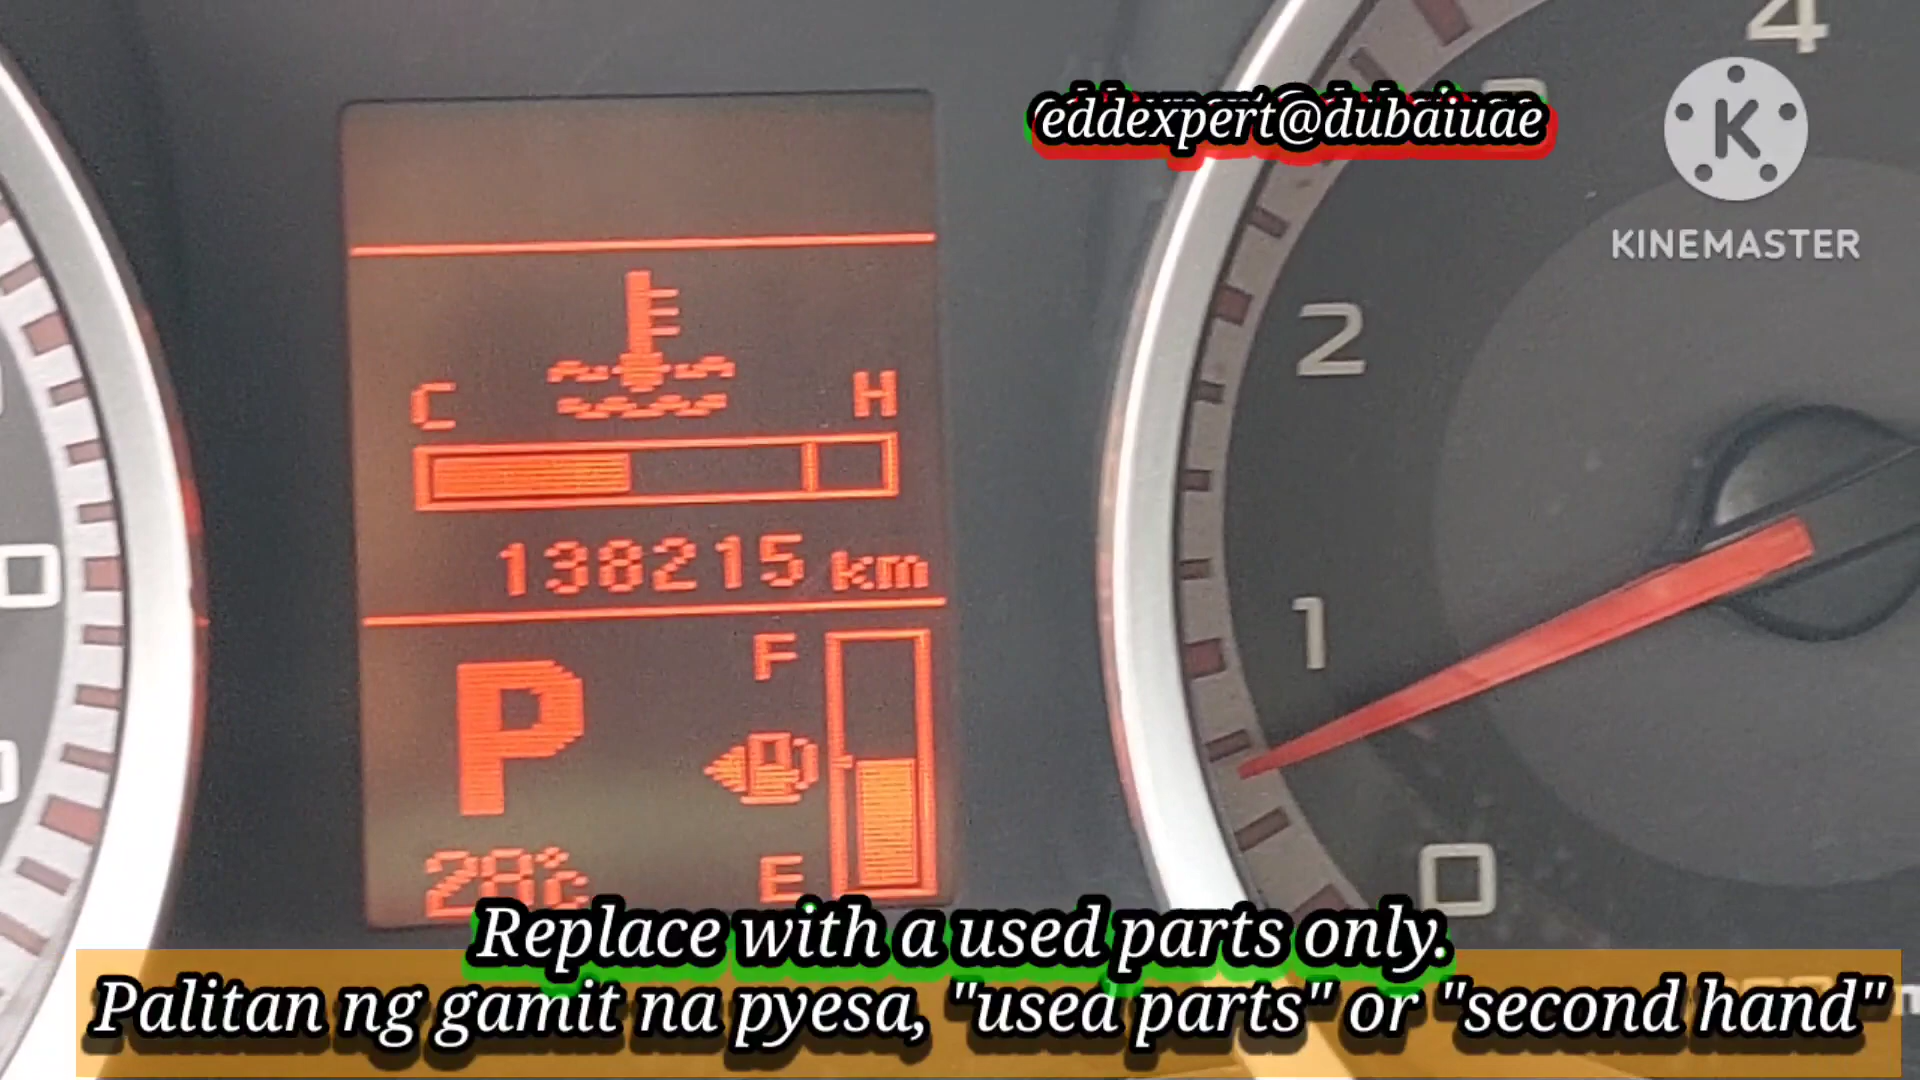 4
eddexpert@dubaiuae
KINEMASTER
2
C H
138215 km
1
F
P
E
28°C
0
Replace with a used parts only.
Palitan ng gamit na pyesa, "used parts" or "second hand"